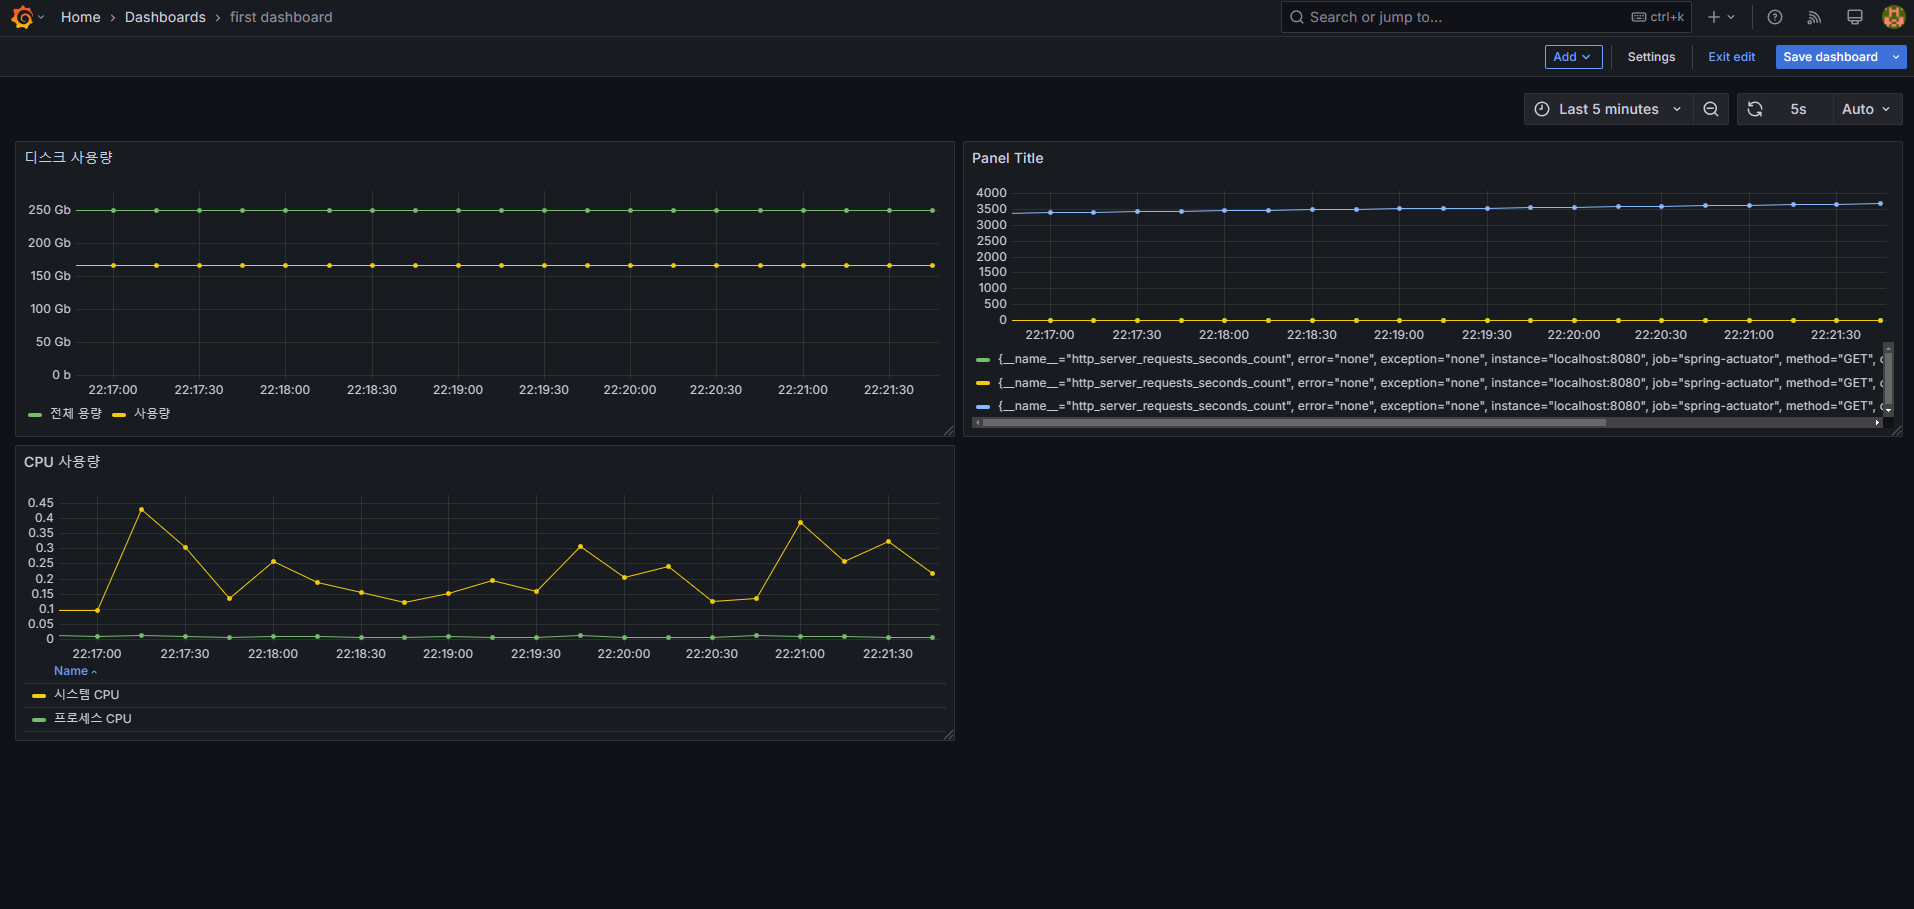 Home › Dashboards › first dashboard
Search or jump to... ctrl+k
Add Settings Exit edit Save dashboard
Last 5 minutes 5s Auto
디스크 사용량
250 Gb
200 Gb
150 Gb
100 Gb
50 Gb
0 b
22:17:00 22:17:30 22:18:00 22:18:30 22:19:00 22:19:30 22:20:00 22:20:30 22:21:00 22:21:30
전체 용량 사용량
Panel Title
4000
3500
3000
2500
2000
1500
1000
500
0
22:17:00 22:17:30 22:18:00 22:18:30 22:19:00 22:19:30 22:20:00 22:20:30 22:21:00 22:21:30
{__name__="http_server_requests_seconds_count", error="none", exception="none", instance="localhost:8080", job="spring-actuator", method="GET",
{__name__="http_server_requests_seconds_count", error="none", exception="none", instance="localhost:8080", job="spring-actuator", method="GET",
{__name__="http_server_requests_seconds_count", error="none", exception="none", instance="localhost:8080", job="spring-actuator", method="GET",
CPU 사용량
0.45
0.4
0.35
0.3
0.25
0.2
0.15
0.1
0.05
0
22:17:00 22:17:30 22:18:00 22:18:30 22:19:00 22:19:30 22:20:00 22:20:30 22:21:00 22:21:30
Name
시스템 CPU
프로세스 CPU